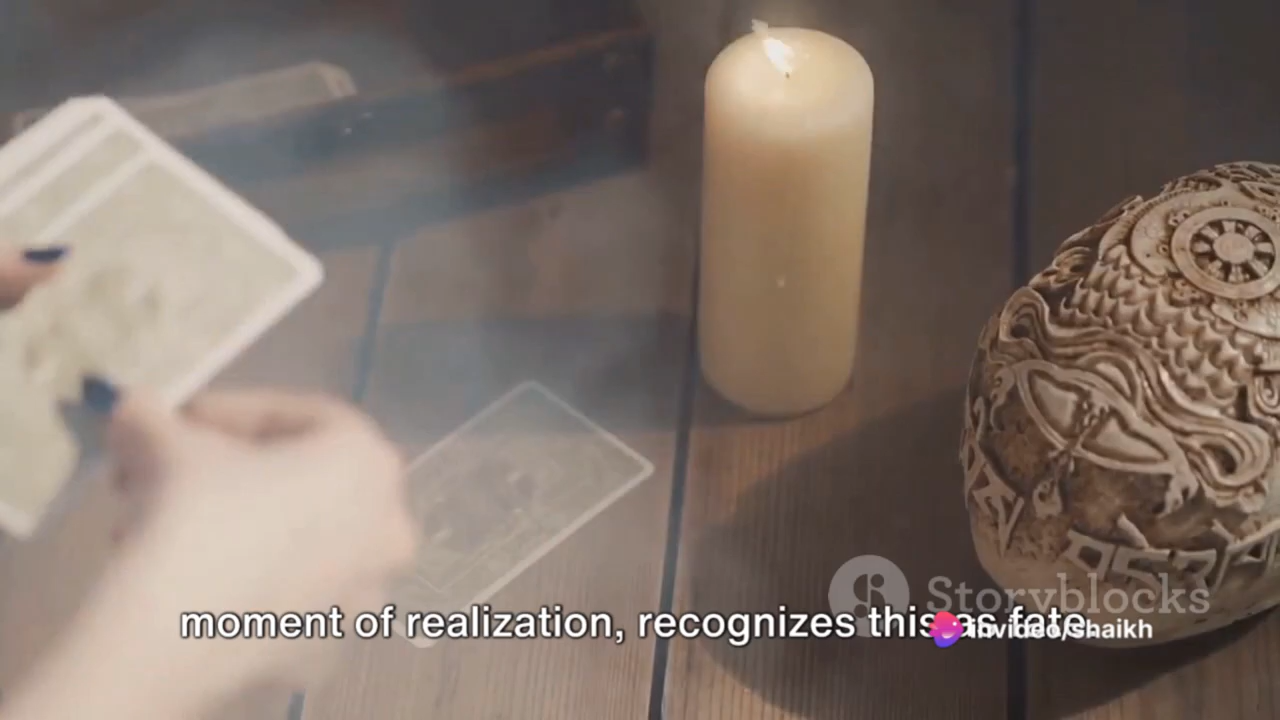 Storyblocks
moment of realization, recognizes this as fate.
invideo/shaikh